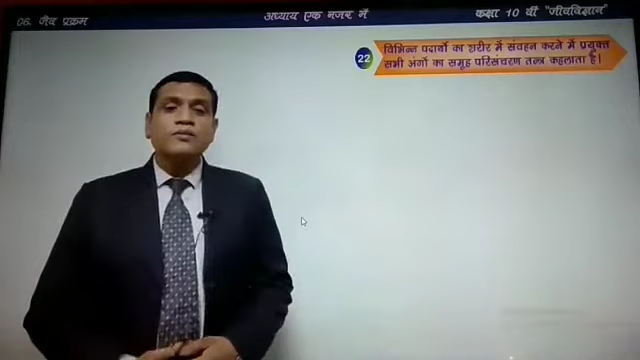 06. जैव प्रक्रम
अध्याय एक नजर में
कक्षा 10 वीं "जीवविज्ञान"
22
विभिन्न पदार्थो का शरीर में संवहन करने में प्रयुक्त
सभी अंगों का समूह परिसंचरण तन्त्र कहलाता है।